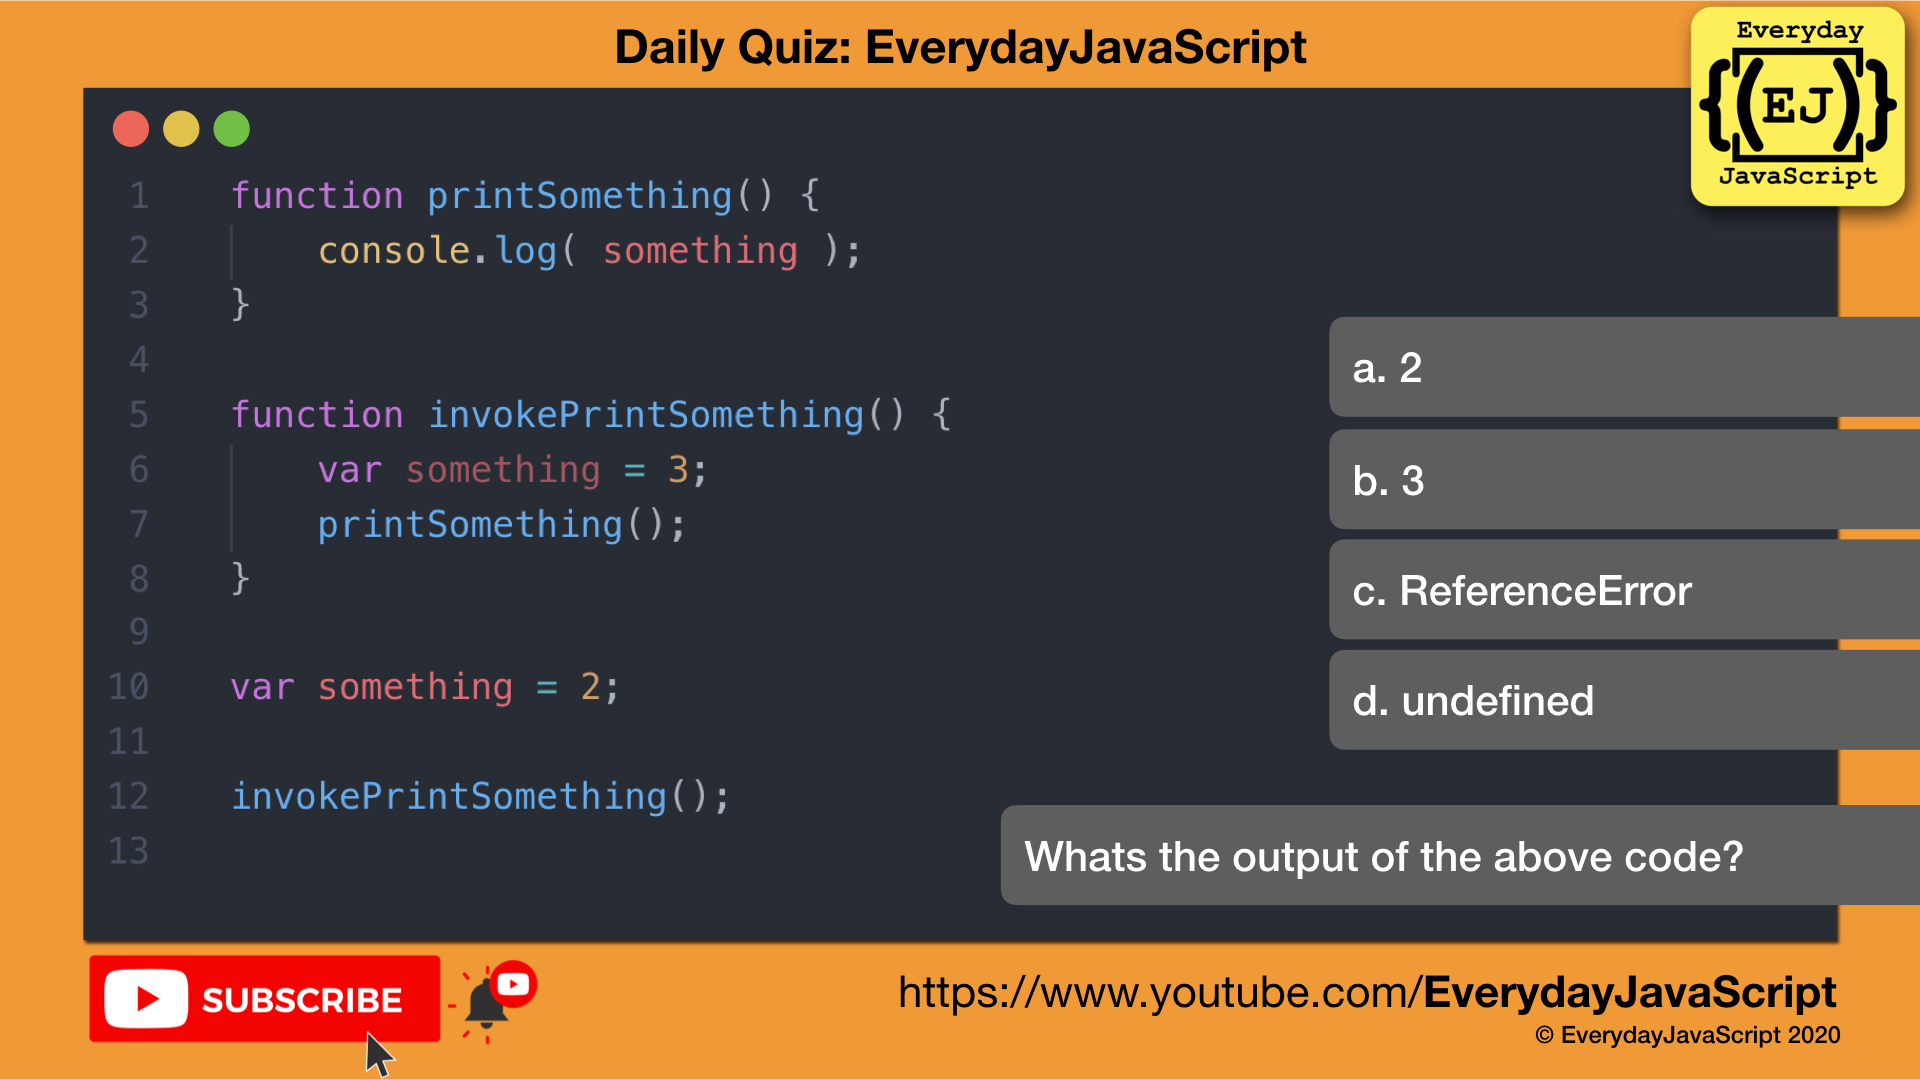 Daily Quiz: EverydayJavaScript
Everyday
{[(EJ)]}
JavaScript
1 function printSomething() {
2 console.log( something );
3 }
4
5 function invokePrintSomething() {
6 var something = 3;
7 printSomething();
8 }
9
10 var something = 2;
11
12 invokePrintSomething();
13
a. 2
b. 3
c. ReferenceError
d. undefined
Whats the output of the above code?
SUBSCRIBE
https://www.youtube.com/EverydayJavaScript
© EverydayJavaScript 2020